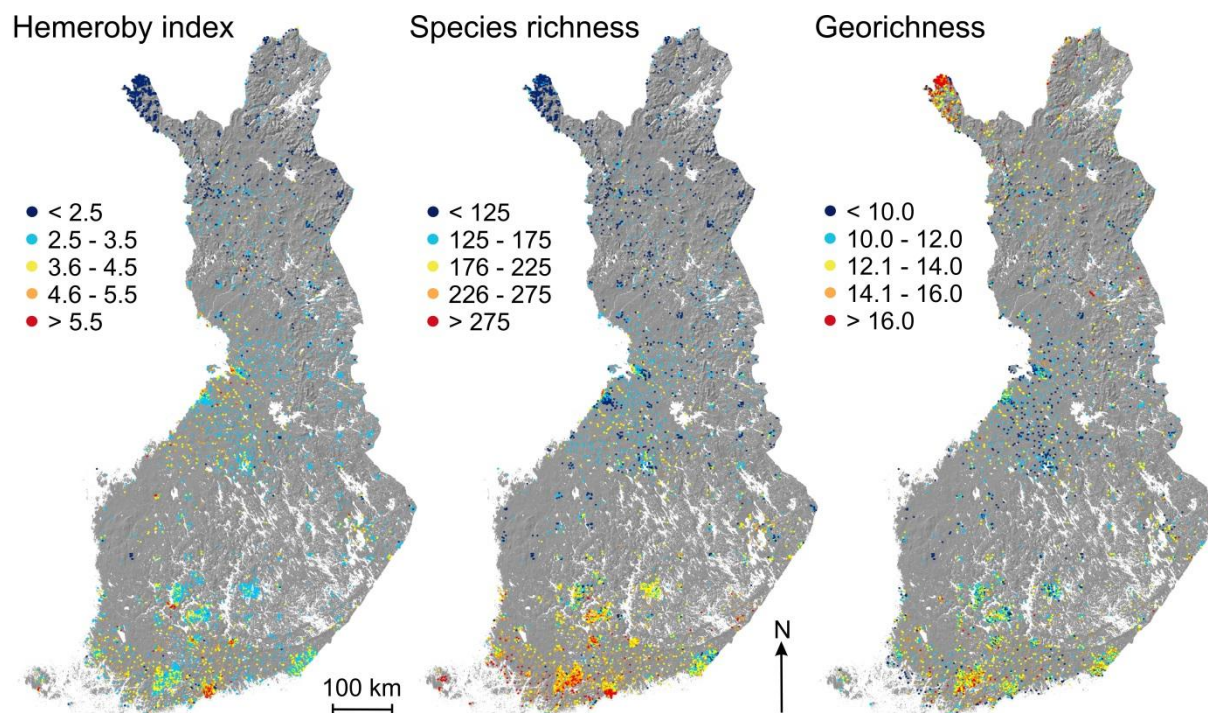 Hemeroby index
Species richness
Georichness
< 2.5
2.5 - 3.5
3.6 - 4.5
4.6 - 5.5
> 5.5
< 125
125 - 175
176 - 225
226 - 275
> 275
< 10.0
10.0 - 12.0
12.1 - 14.0
14.1 - 16.0
> 16.0
100 km
N